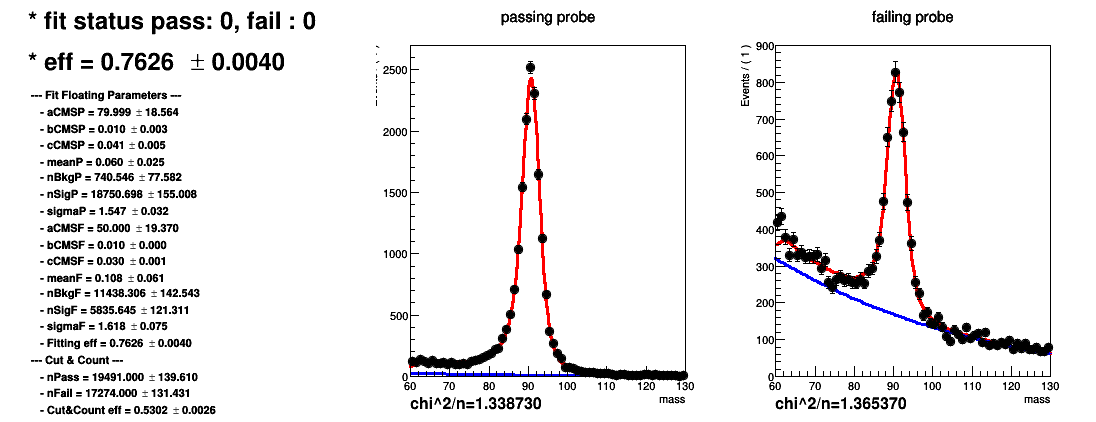 * fit status pass: 0, fail : 0
* eff = 0.7626 ± 0.0040
--- Fit Floating Parameters ---
- aCMSP = 79.999 ± 18.564
- bCMSP = 0.010 ± 0.003
- cCMSP = 0.041 ± 0.005
- meanP = 0.060 ± 0.025
- nBkgP = 740.546 ± 77.582
- nSigP = 18750.698 ± 155.008
- sigmaP = 1.547 ± 0.032
- aCMSF = 50.000 ± 19.370
- bCMSF = 0.010 ± 0.000
- cCMSF = 0.030 ± 0.001
- meanF = 0.108 ± 0.061
- nBkgF = 11438.306 ± 142.543
- nSigF = 5835.645 ± 121.311
- sigmaF = 1.618 ± 0.075
- Fitting eff = 0.7626 ± 0.0040
--- Cut & Count ---
- nPass = 19491.000 ± 139.610
- nFail = 17274.000 ± 131.431
- Cut&Count eff = 0.5302 ± 0.0026
passing probe
2500
2000
1500
1000
500
0
60 70 80 90 100 110 120 130
mass
chi^2/n=1.338730
failing probe
Events / ( 1 )
900
800
700
600
500
400
300
200
100
0
60 70 80 90 100 110 120 130
mass
chi^2/n=1.365370